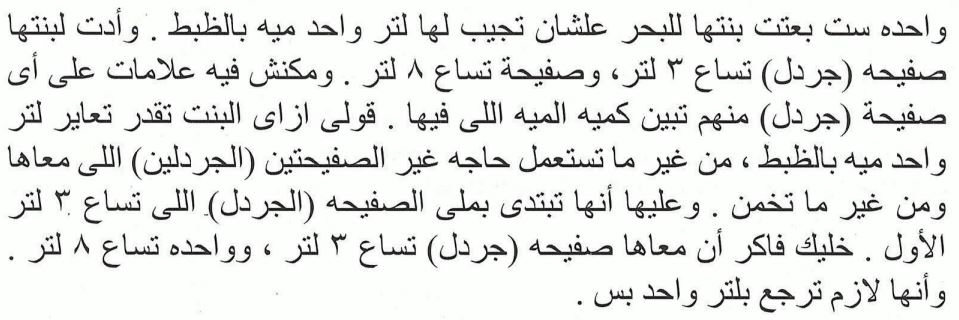 واحده ست بعتت بنتها للبحر علشان تجيب لها لتر واحد ميه بالظبط . وأدت لبنتها
صفيحه (جردل) تساع ٣ لتر، وصفيحة تساع ٨ لتر . ومكنش فيه علامات على أى
صفيحة (جردل) منهم تبين كميه الميه اللى فيها . قولى ازاى البنت تقدر تعاير لتر
واحد ميه بالظبط ، من غير ما تستعمل حاجه غير الصفيحتين (الجردلين) اللى معاها
ومن غير ما تخمن . وعليها أنها تبتدى بملى الصفيحه (الجردل) اللى تساع ٣ لتر
الأول . خليك فاكر أن معاها صفيحه (جردل) تساع ٣ لتر ، وواحده تساع ٨ لتر .
وأنها لازم ترجع بلتر واحد بس .